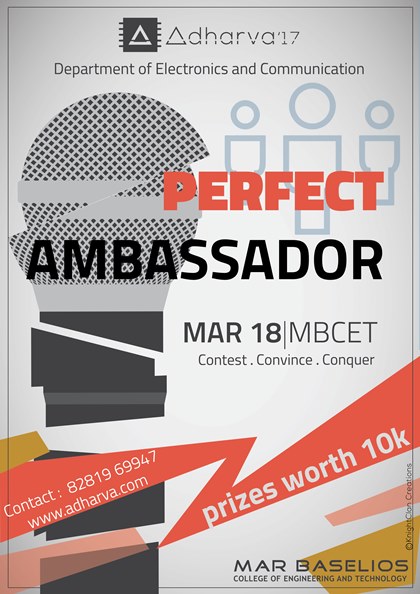 Adharva'17
Department of Electronics and Communication
PERFECT
AMBASSADOR
MAR 18|MBCET
Contest . Convince . Conquer
Contact : 82819 69947
www.adharva.com
prizes worth 10k
©KnightClan Creations
MAR BASELIOS
COLLEGE OF ENGINEERING AND TECHNOLOGY